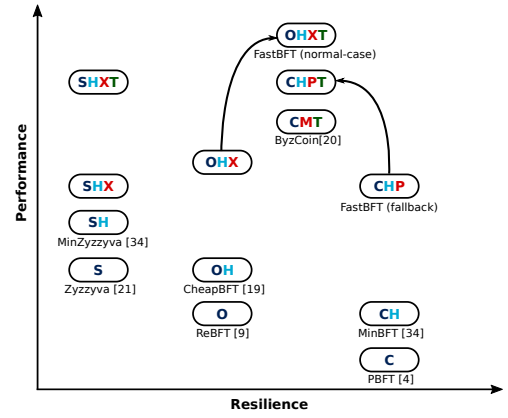 OHXT
FastBFT (normal-case)
SHXT
CHPT
CMT
ByzCoin[20]
OHX
SHX
CHP
FastBFT (fallback)
SH
MinZyzzyva [34]
S
Zyzzyva [21]
OH
CheapBFT [19]
O
ReBFT [9]
CH
MinBFT [34]
C
PBFT [4]
Performance
Resilience